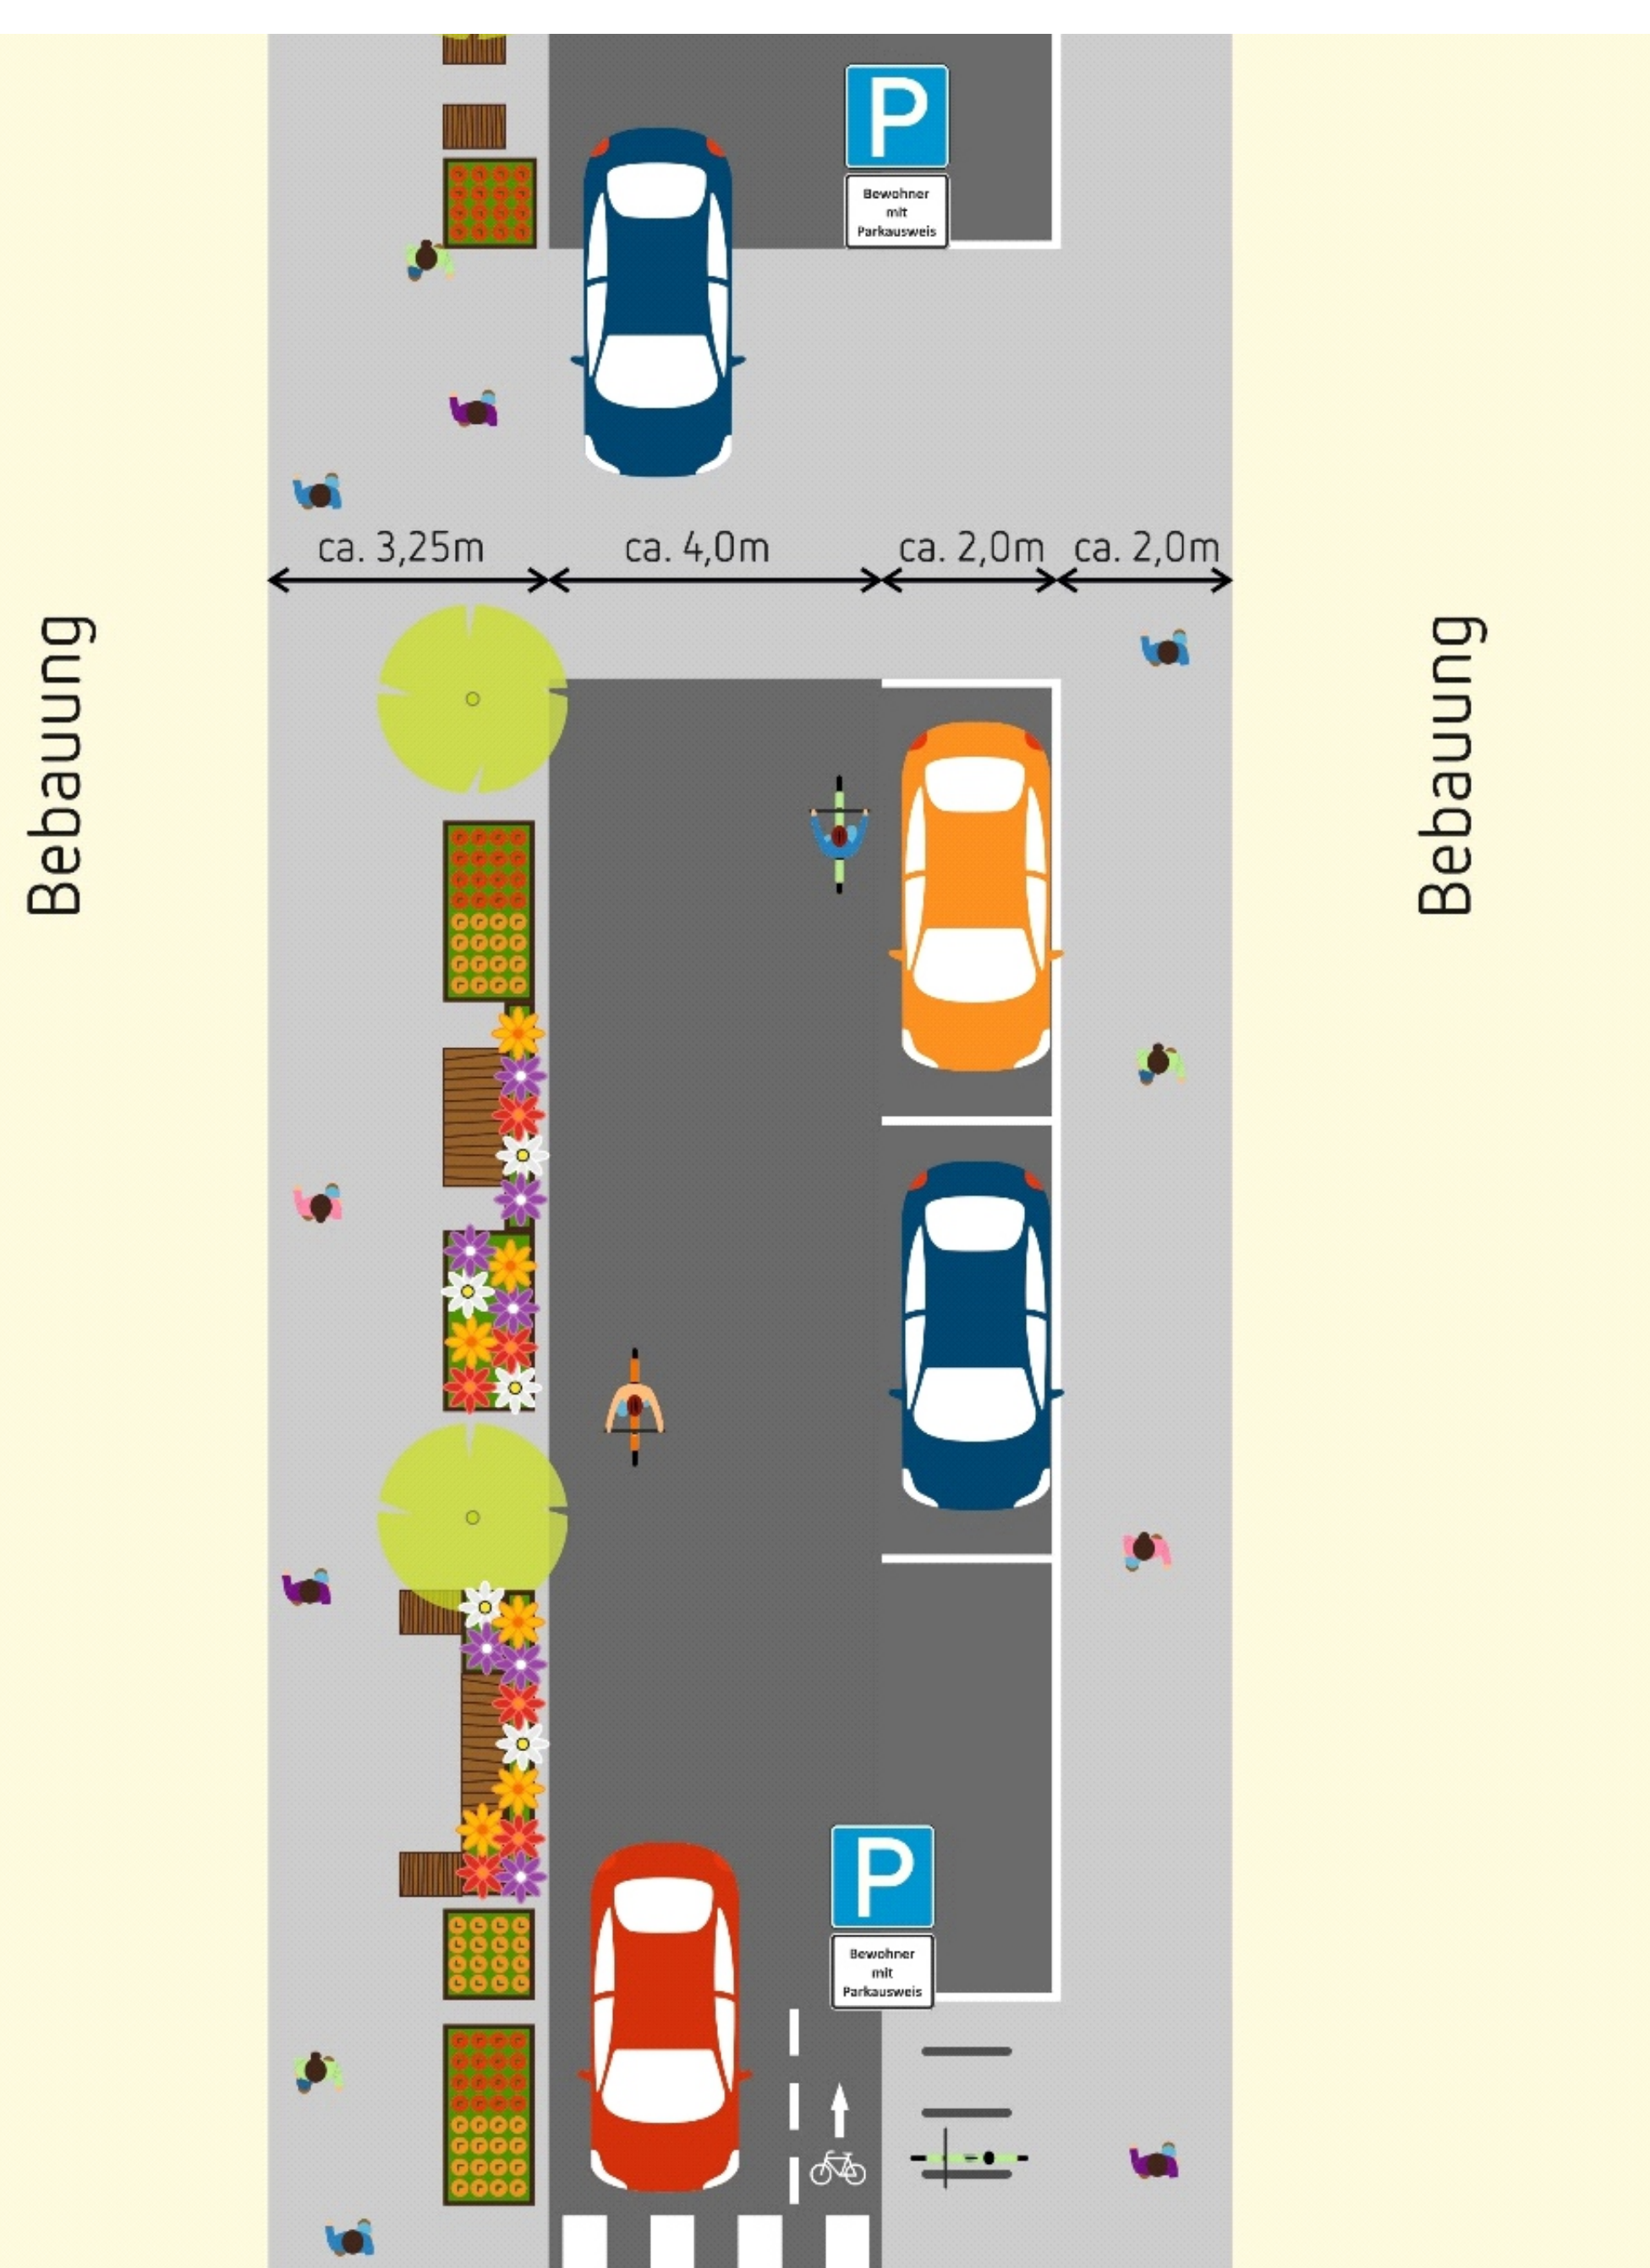 P
Bewohner
mit
Parkausweis
ca. 3,25m
ca. 4,0m
ca. 2,0m
ca. 2,0m
Bebauung
Bebauung
P
Bewohner
mit
Parkausweis